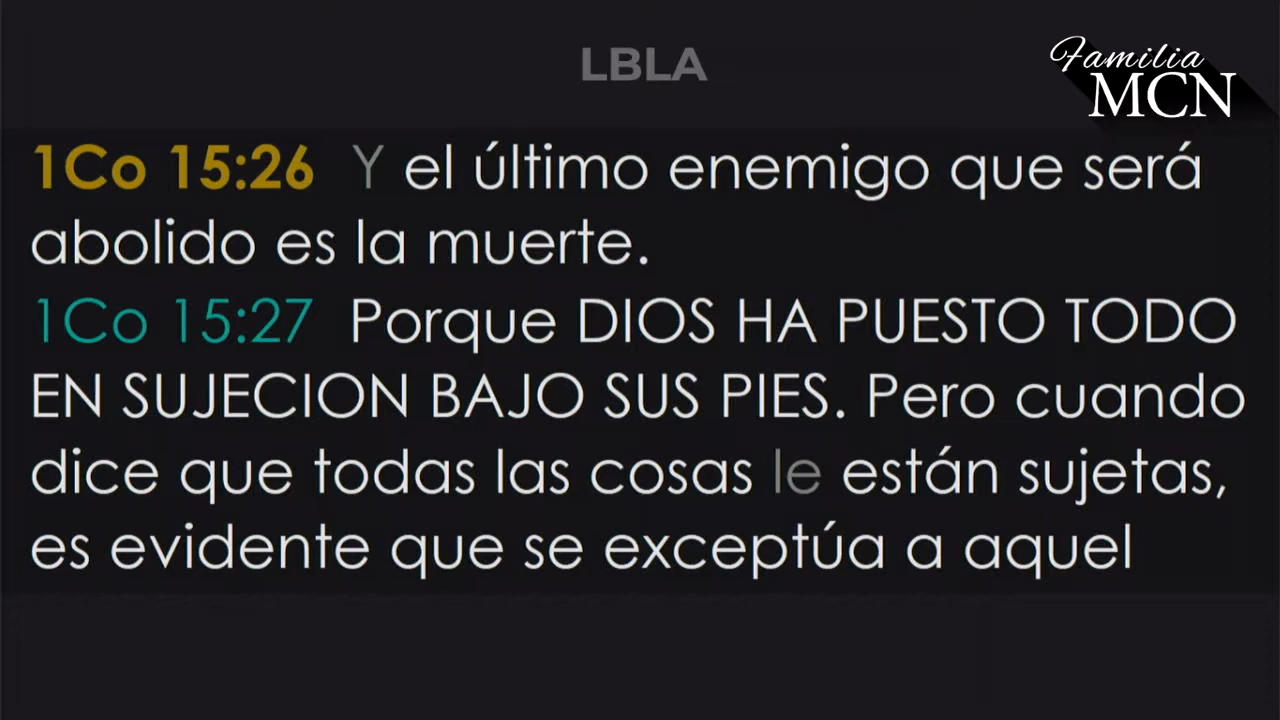 LBLA
Familia
MCN
1Co 15:26 Y el último enemigo que será
abolido es la muerte.
1Co 15:27 Porque DIOS HA PUESTO TODO
EN SUJECION BAJO SUS PIES. Pero cuando
dice que todas las cosas le están sujetas,
es evidente que se exceptúa a aquel